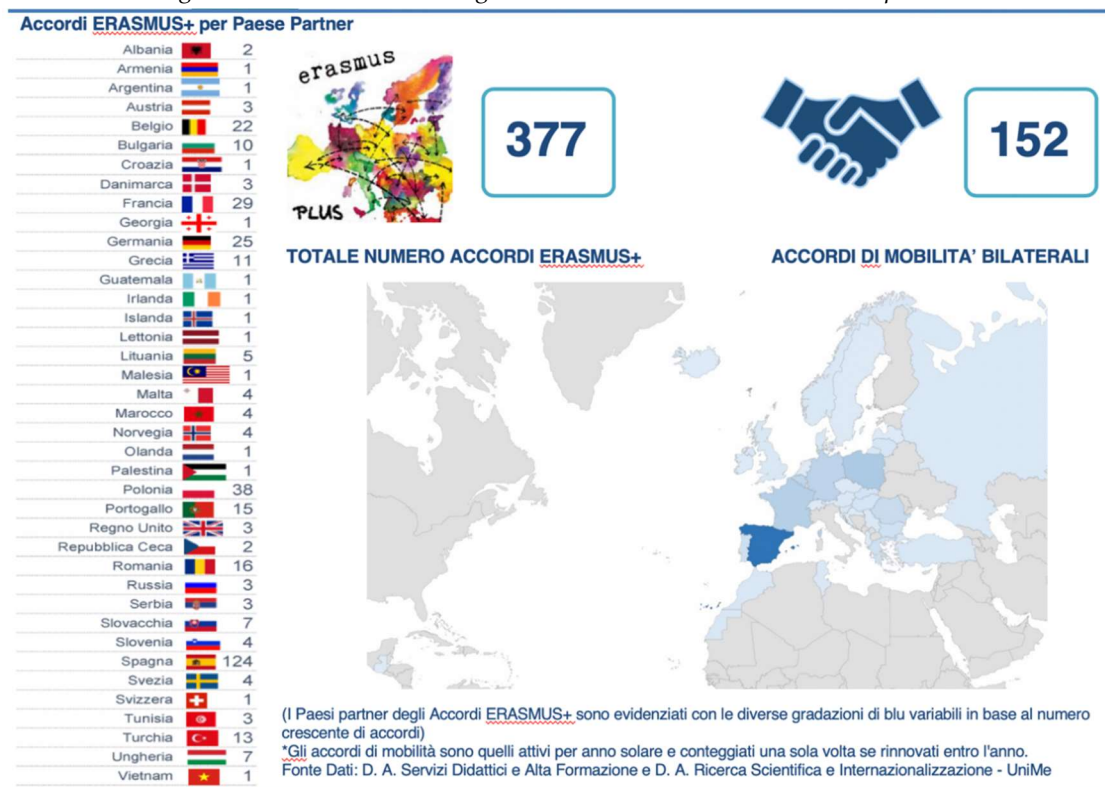 Accordi ERASMUS+ per Paese Partner
Albania 2
Armenia 1
Argentina 1
Austria 3
Belgio 22
Bulgaria 10
Croazia 1
Danimarca 3
Francia 29
Georgia 1
Germania 25
Grecia 11
Guatemala 1
Irlanda 1
Islanda 1
Lettonia 1
Lituania 5
Malesia 1
Malta 4
Marocco 4
Norvegia 4
Olanda 1
Palestina 1
Polonia 38
Portogallo 15
Regno Unito 3
Repubblica Ceca 2
Romania 16
Russia 3
Serbia 3
Slovacchia 7
Slovenia 4
Spagna 124
Svezia 4
Svizzera 1
Tunisia 3
Turchia 13
Ungheria 7
Vietnam 1
erasmus
PLUS
377
152
TOTALE NUMERO ACCORDI ERASMUS+
ACCORDI DI MOBILITA' BILATERALI
(I Paesi partner degli Accordi ERASMUS+ sono evidenziati con le diverse gradazioni di blu variabili in base al numero
crescente di accordi)
*Gli accordi di mobilità sono quelli attivi per anno solare e conteggiati una sola volta se rinnovati entro l'anno.
Fonte Dati: D. A. Servizi Didattici e Alta Formazione e D. A. Ricerca Scientifica e Internazionalizzazione - UniMe